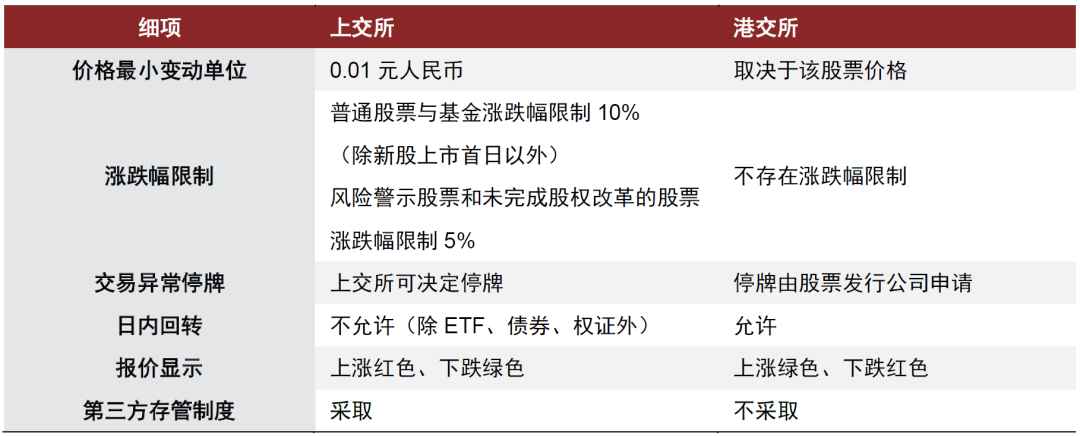 细项 上交所 港交所
价格最小变动单位 0.01 元人民币 取决于该股票价格
普通股票与基金涨跌幅限制 10%
（除新股上市首日以外）
涨跌幅限制 不存在涨跌幅限制
风险警示股票和未完成股权改革的股票
涨跌幅限制 5%
交易异常停牌 上交所可决定停牌 停牌由股票发行公司申请
日内回转 不允许（除 ETF、债券、权证外） 允许
报价显示 上涨红色、下跌绿色 上涨绿色、下跌红色
第三方存管制度 采取 不采取